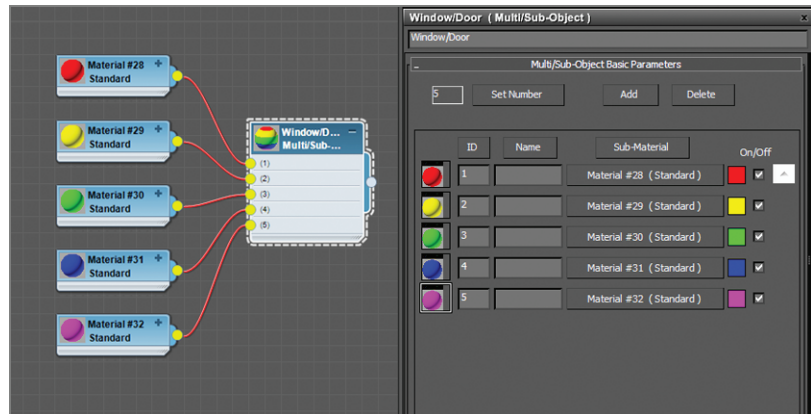 Material #28
Standard
Material #29
Standard
Material #30
Standard
Material #31
Standard
Material #32
Standard
Window/D...
Multi/Sub-...
(1)
(2)
(3)
(4)
(5)
Window/Door ( Multi/Sub-Object )
x
Window/Door
- Multi/Sub-Object Basic Parameters
5 Set Number Add Delete
ID Name Sub-Material On/Off
1 Material #28 ( Standard )
2 Material #29 ( Standard )
3 Material #30 ( Standard )
4 Material #31 ( Standard )
5 Material #32 ( Standard )